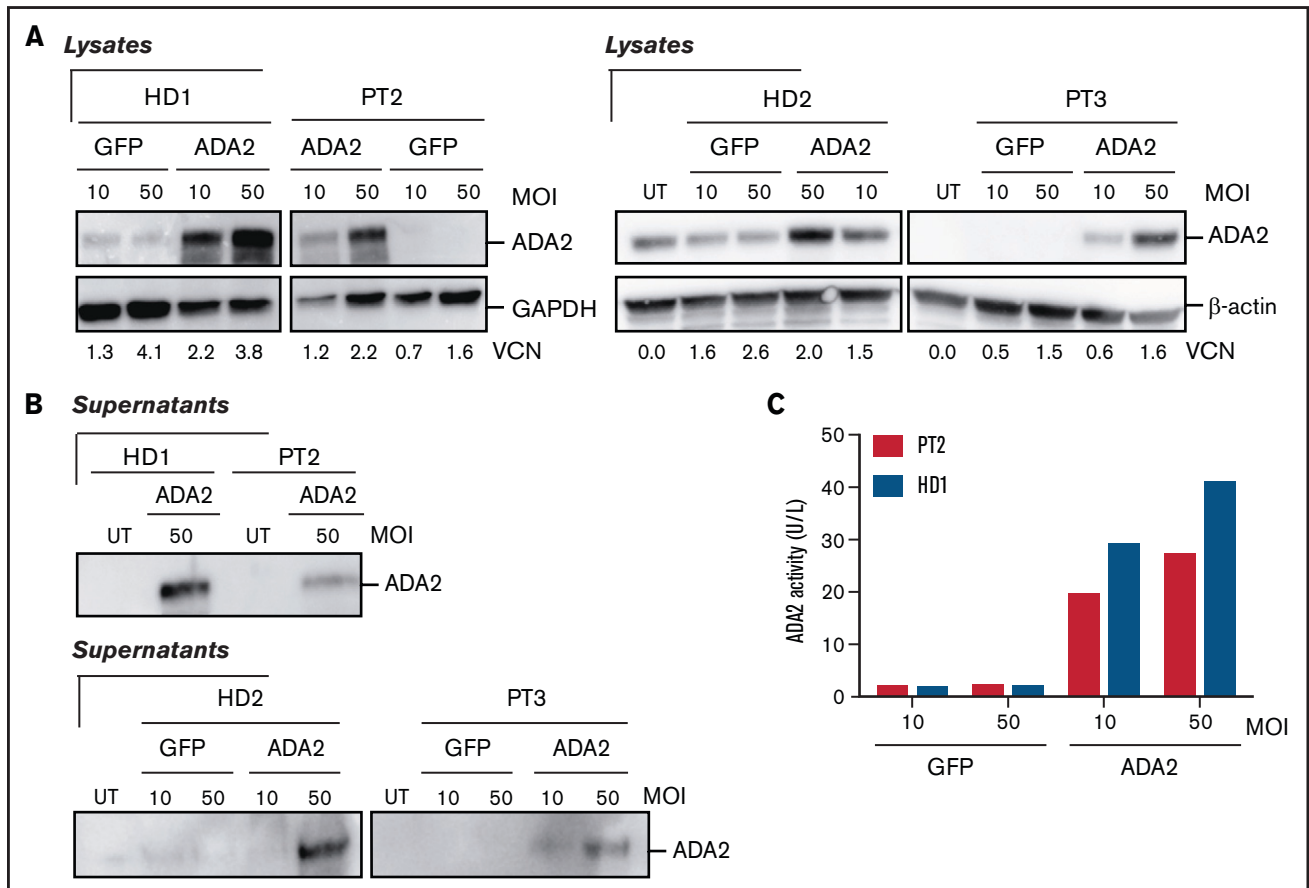 A Lysates
HD1 PT2
GFP ADA2 ADA2 GFP
10 50 10 50 10 50 10 50 MOI
ADA2
GAPDH
1.3 4.1 2.2 3.8 1.2 2.2 0.7 1.6 VCN
Lysates
HD2 PT3
GFP ADA2 GFP ADA2
UT 10 50 50 10 UT 10 50 10 50 MOI
ADA2
β-actin
0.0 1.6 2.6 2.0 1.5 0.0 0.5 1.5 0.6 1.6 VCN
B Supernatants
HD1 PT2
ADA2 ADA2
UT 50 UT 50 MOI
ADA2
Supernatants
HD2 PT3
GFP ADA2 GFP ADA2
UT 10 50 10 50 UT 10 50 10 50 MOI
ADA2
C
ADA2 activity (U/L)
50
40
30
20
10
0
PT2
HD1
10 50 10 50 MOI
GFP ADA2